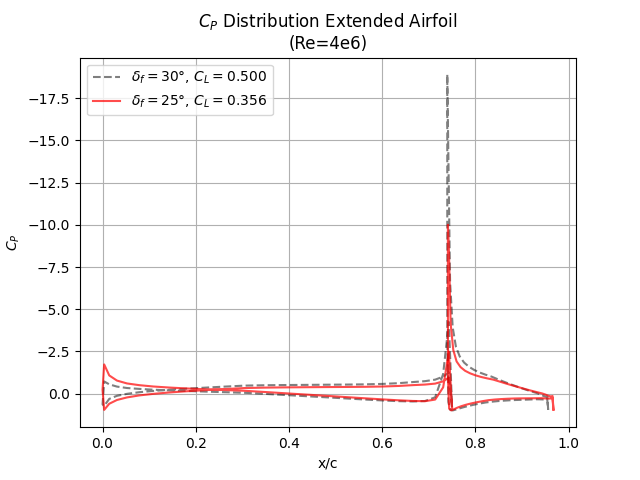 C_P Distribution Extended Airfoil
(Re=4e6)
δ_f = 30°, C_L = 0.500
δ_f = 25°, C_L = 0.356
−17.5
−15.0
−12.5
−10.0
−7.5
−5.0
−2.5
0.0
C_P
0.0 0.2 0.4 0.6 0.8 1.0
x/c